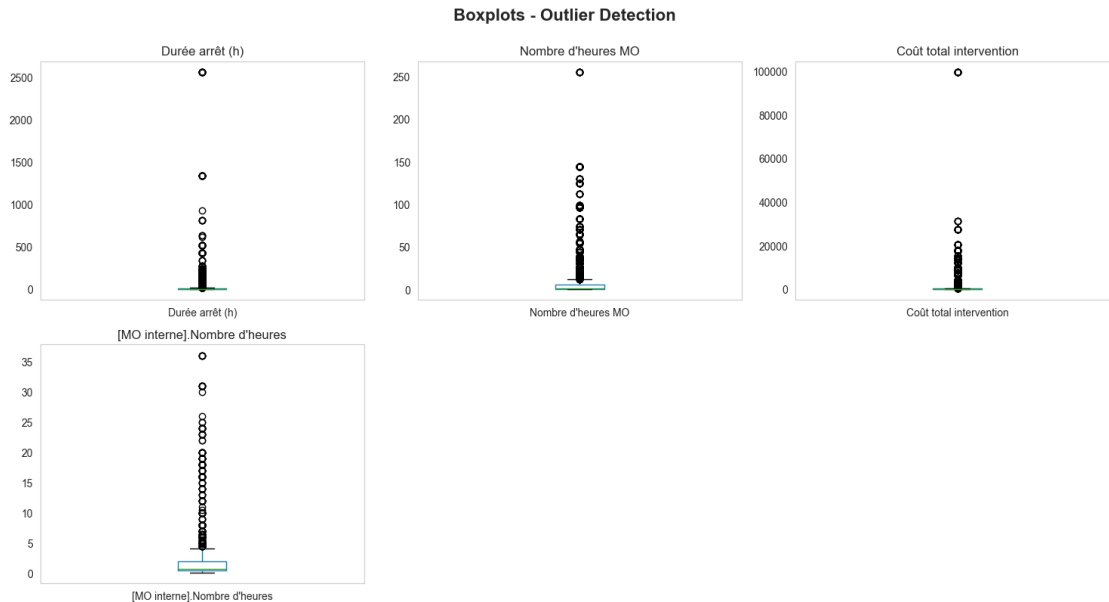 Boxplots - Outlier Detection
Durée arrêt (h)
2500
2000
1500
1000
500
0
Durée arrêt (h)
Nombre d'heures MO
250
200
150
100
50
0
Nombre d'heures MO
Coût total intervention
100000
80000
60000
40000
20000
0
Coût total intervention
[MO interne].Nombre d'heures
35
30
25
20
15
10
5
0
[MO interne].Nombre d'heures